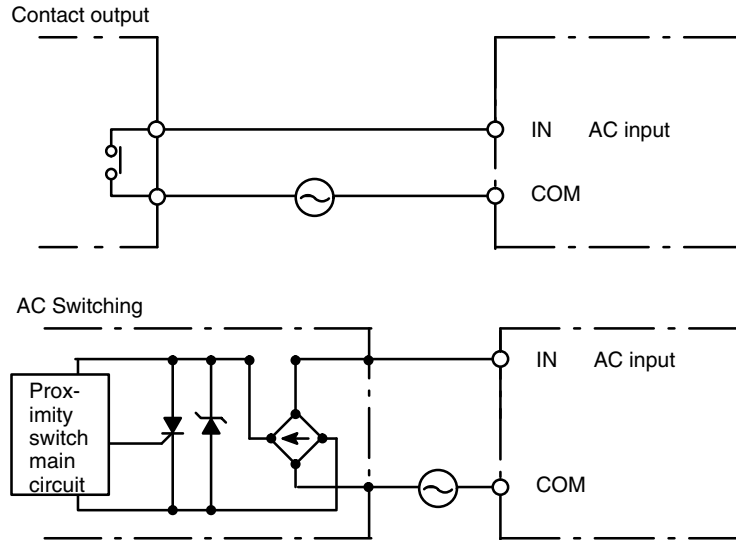 Contact output
IN AC input
COM
AC Switching
IN AC input
Prox-
imity
switch
main
circuit
COM